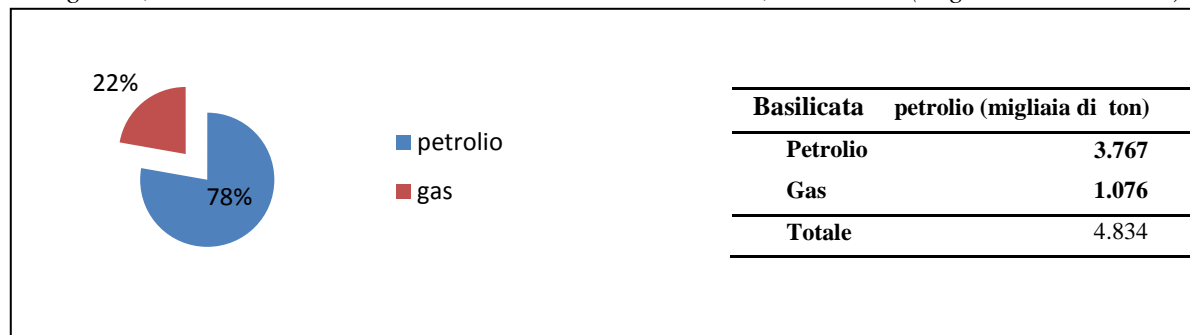 22%
78%
petrolio
gas
Basilicata petrolio (migliaia di ton)
Petrolio 3.767
Gas 1.076
Totale 4.834